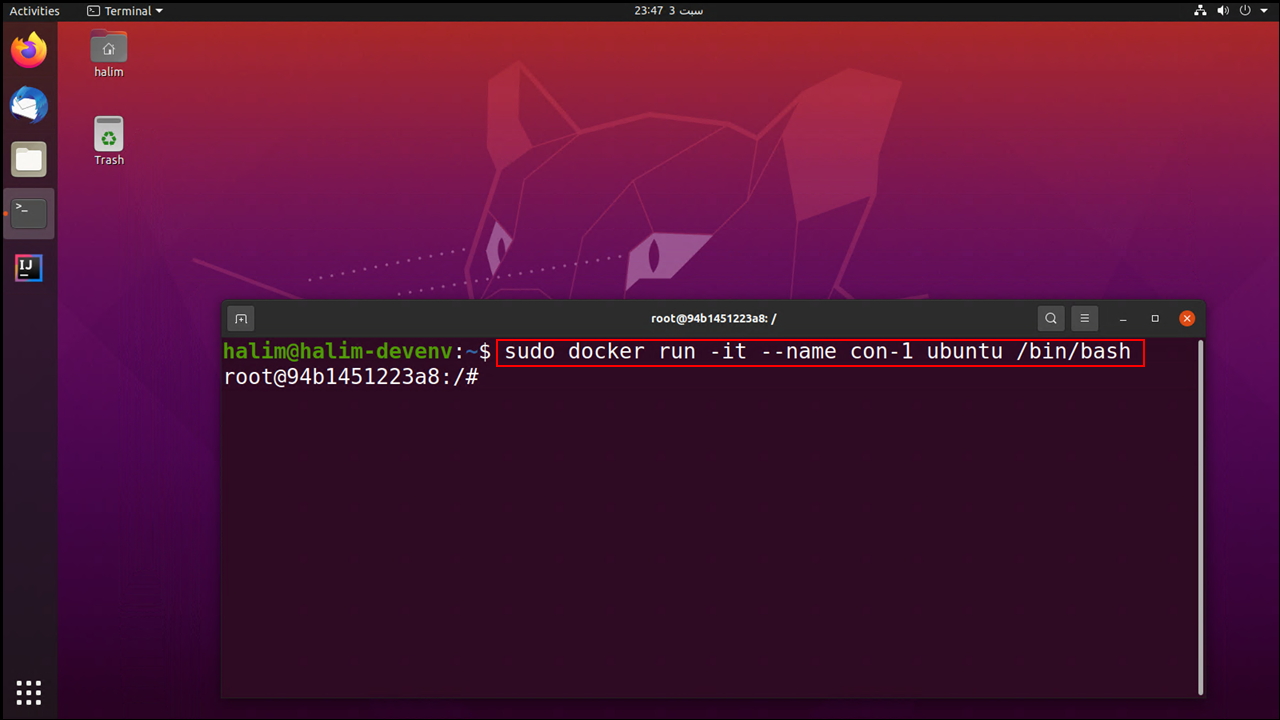 Activities
Terminal
23:47 3 سبت
halim
Trash
>_
IJ
root@94b1451223a8: /
halim@halim-devenv:~$ sudo docker run -it --name con-1 ubuntu /bin/bash
root@94b1451223a8:/#